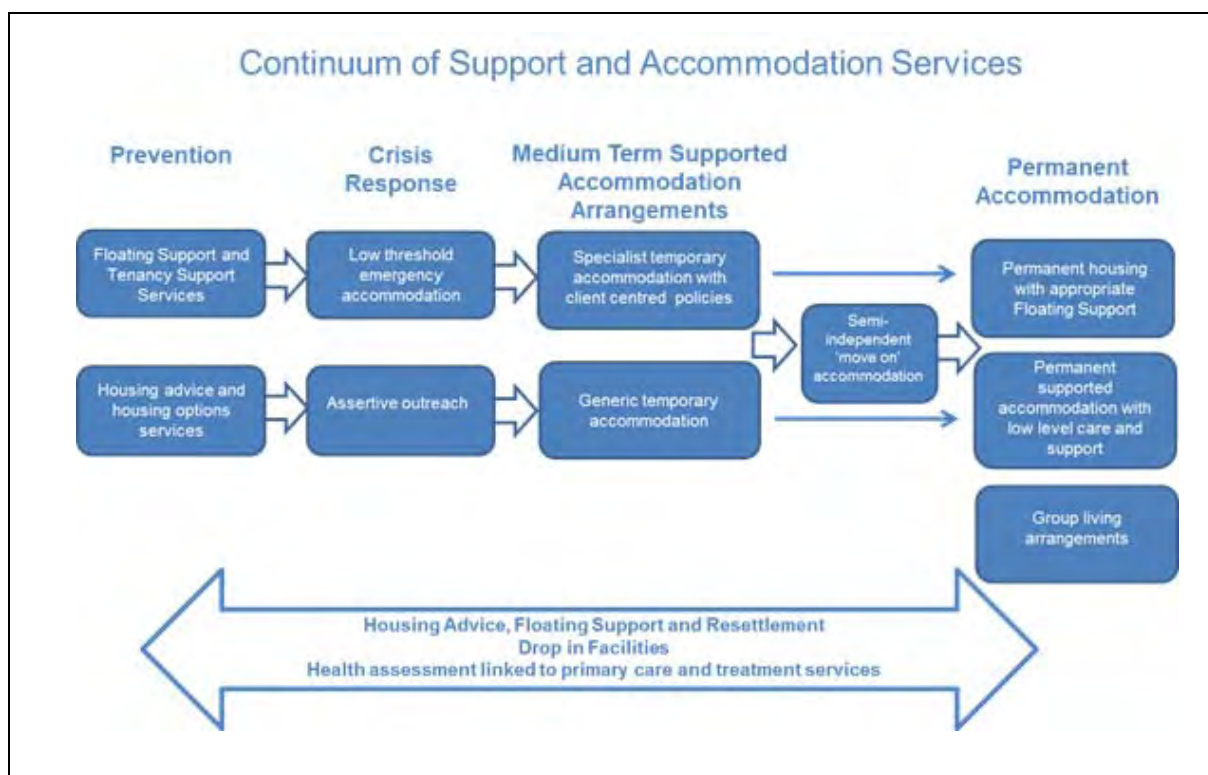 Continuum of Support and Accommodation Services
Prevention
Crisis
Response
Medium Term Supported
Accommodation
Arrangements
Permanent
Accommodation
Floating Support and
Tenancy Support
Services
Low threshold
emergency
accommodation
Specialist temporary
accommodation with
client centred policies
Permanent housing
with appropriate
Floating Support
Semi-
independent
'move on'
accommodation
Housing advice and
housing options
services
Assertive outreach
Generic temporary
accommodation
Permanent
supported
accommodation with
low level care and
support
Group living
arrangements
Housing Advice, Floating Support and Resettlement
Drop in Facilities
Health assessment linked to primary care and treatment services